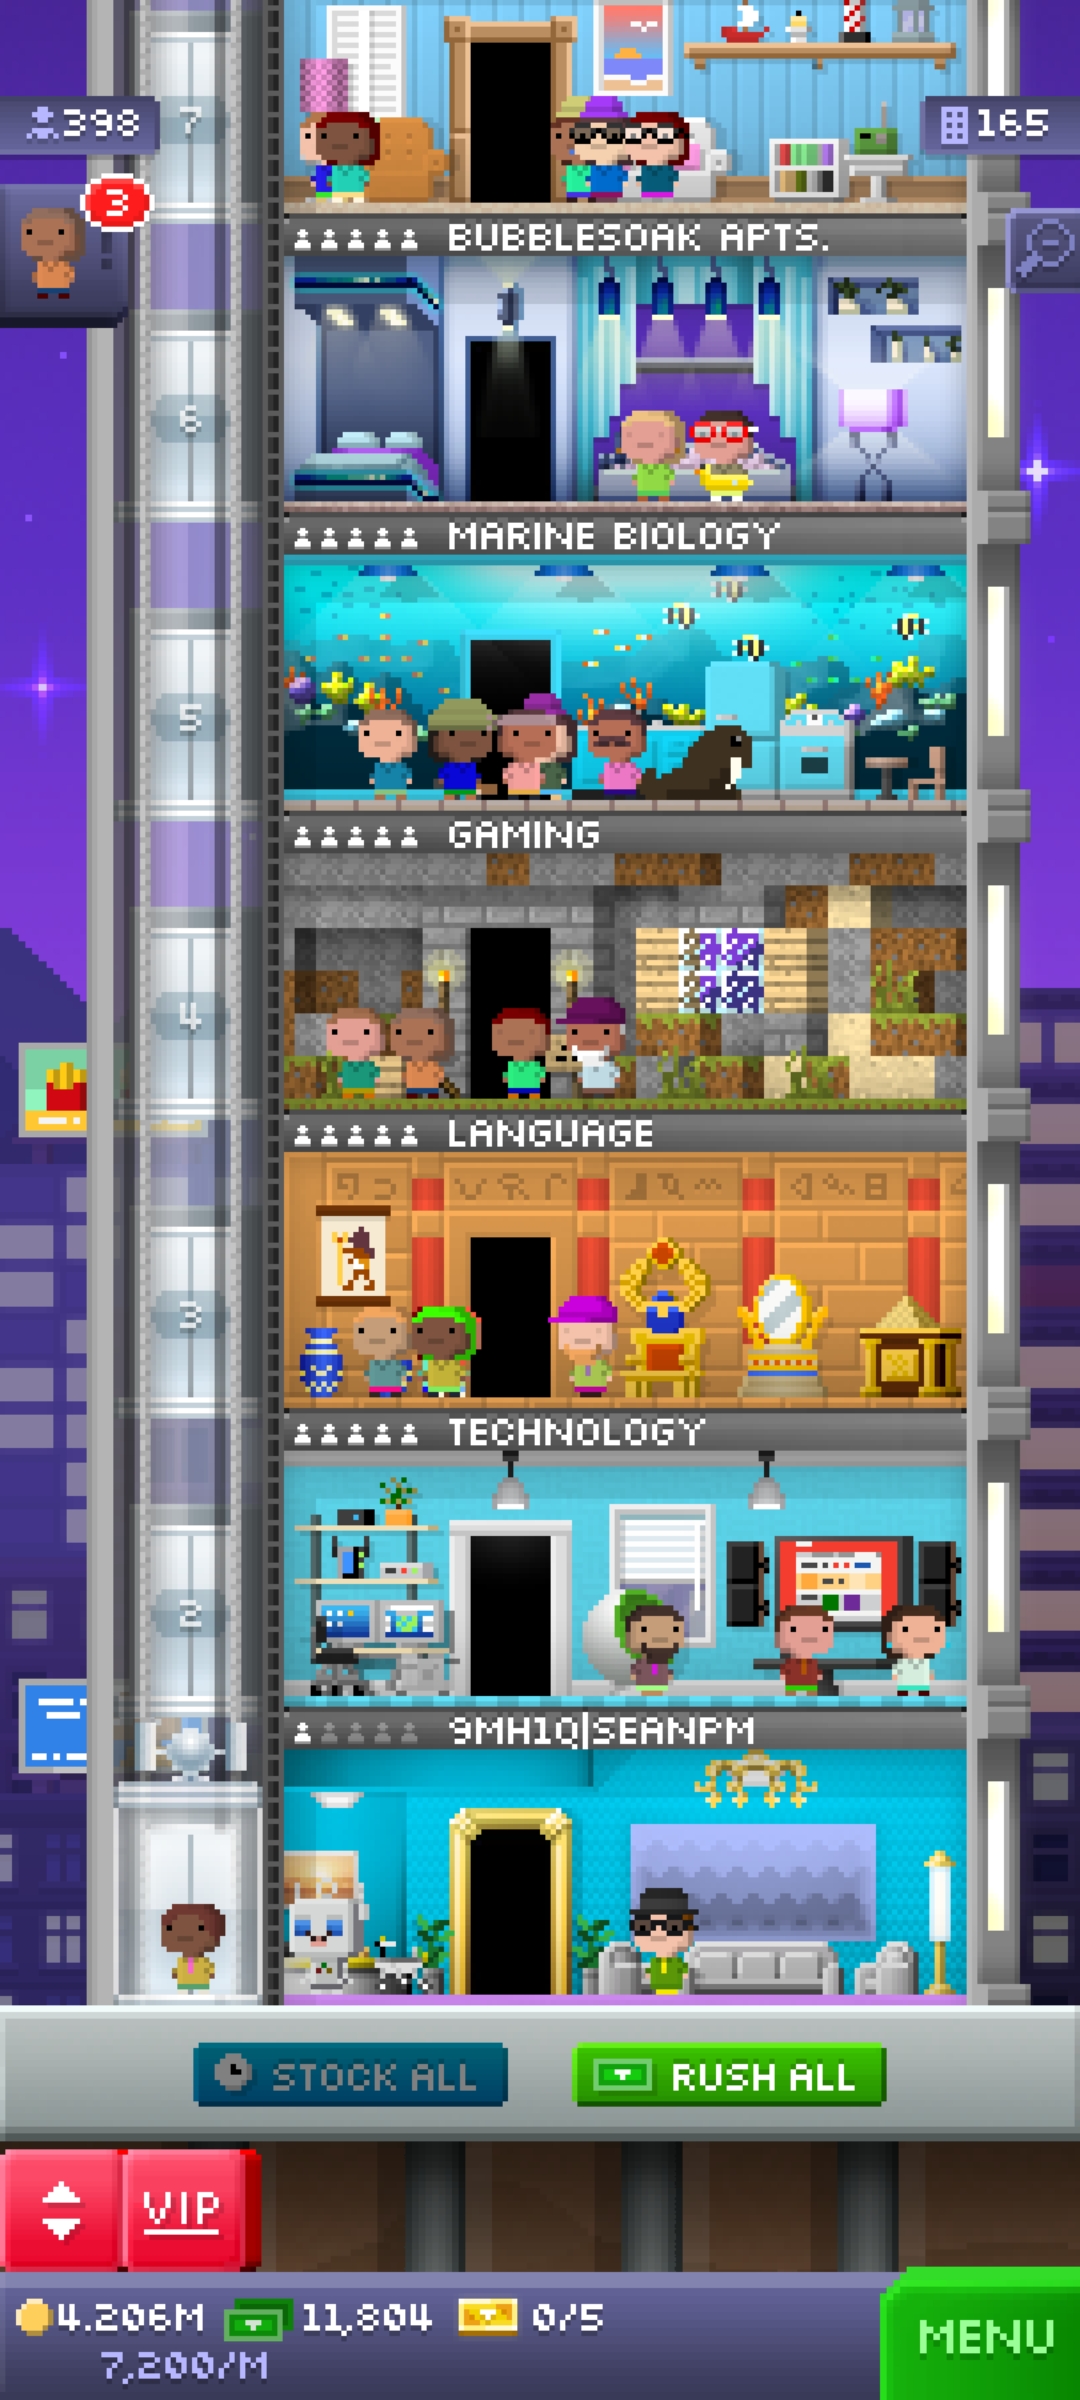 7
398
165
3
BUBBLESOAK APTS.
6
MARINE BIOLOGY
5
GAMING
4
LANGUAGE
3
TECHNOLOGY
2
9MH1Q|SEANPM
STOCK ALL
RUSH ALL
VIP
4.206M
11,804
0/5
7,200/M
MENU